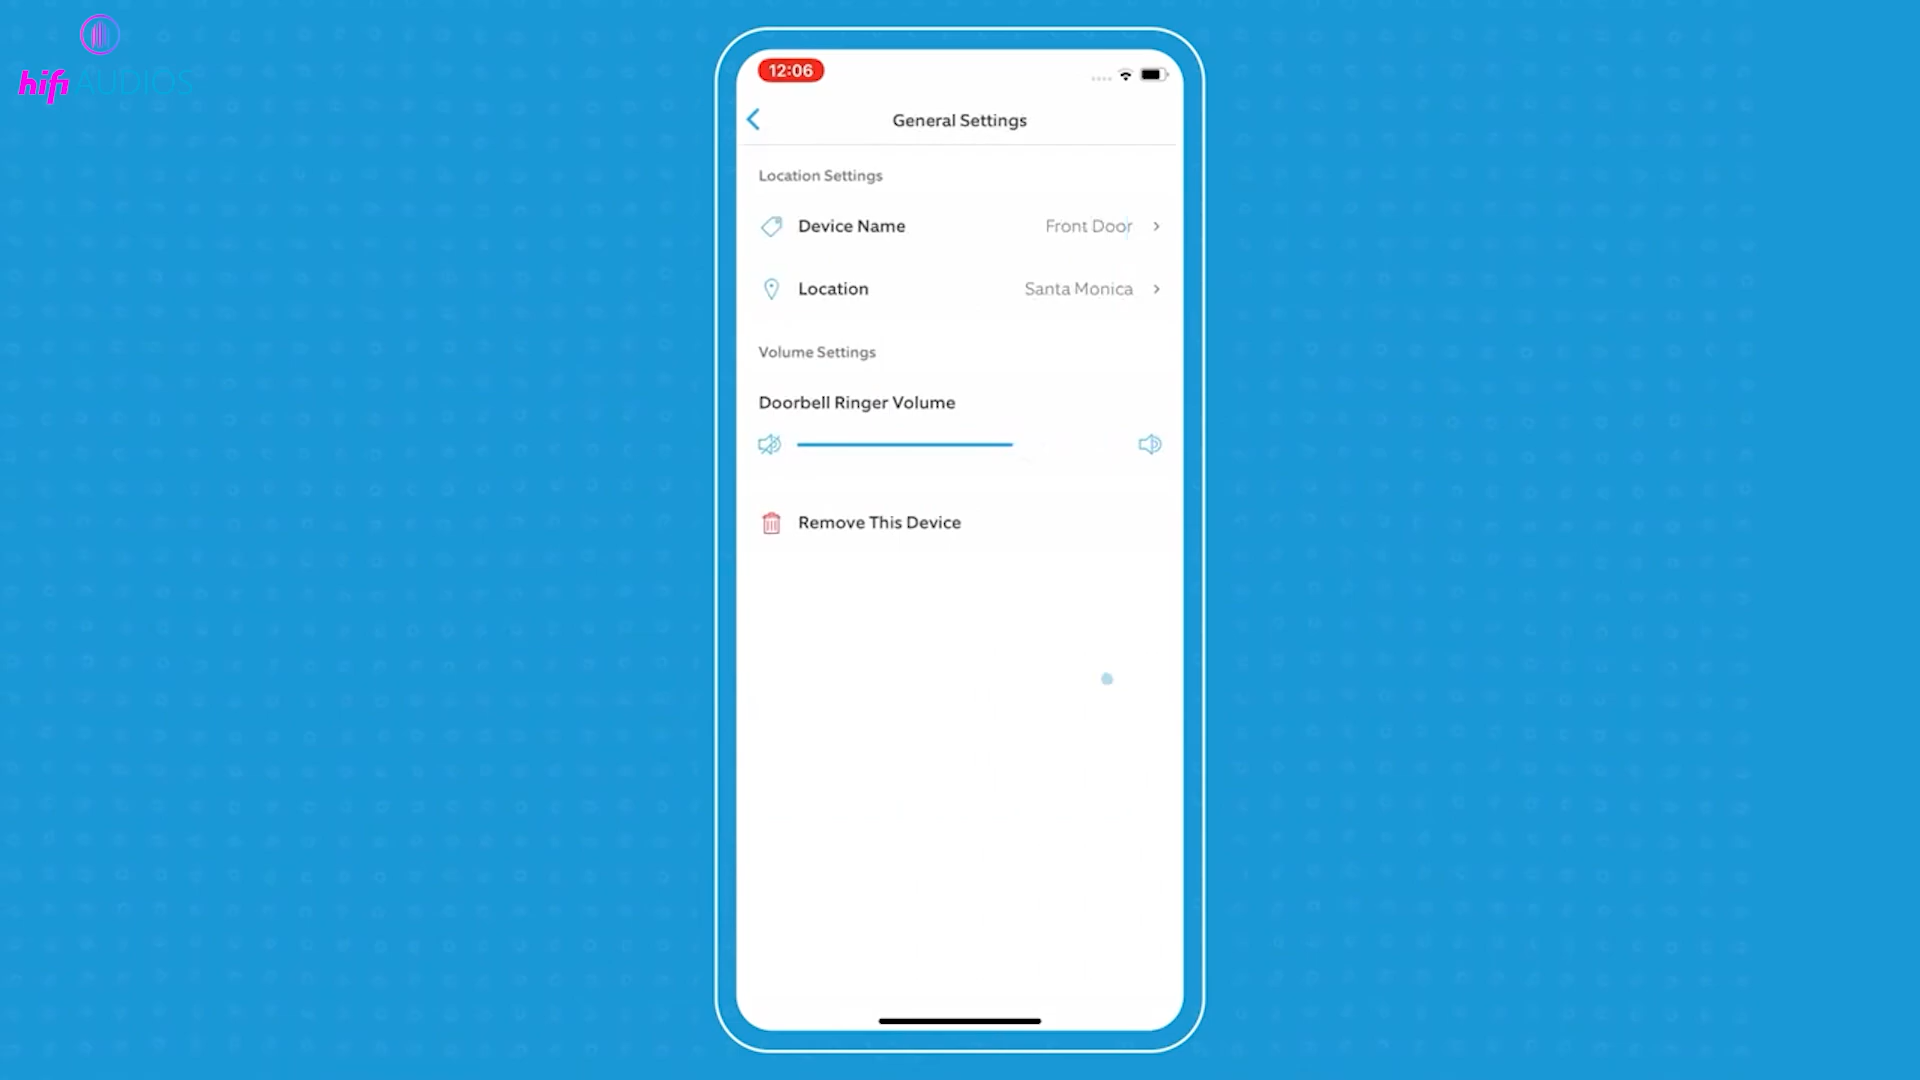 hifi AUDIOS
12:06
General Settings
Location Settings
Device Name Front Door
Location Santa Monica
Volume Settings
Doorbell Ringer Volume
Remove This Device